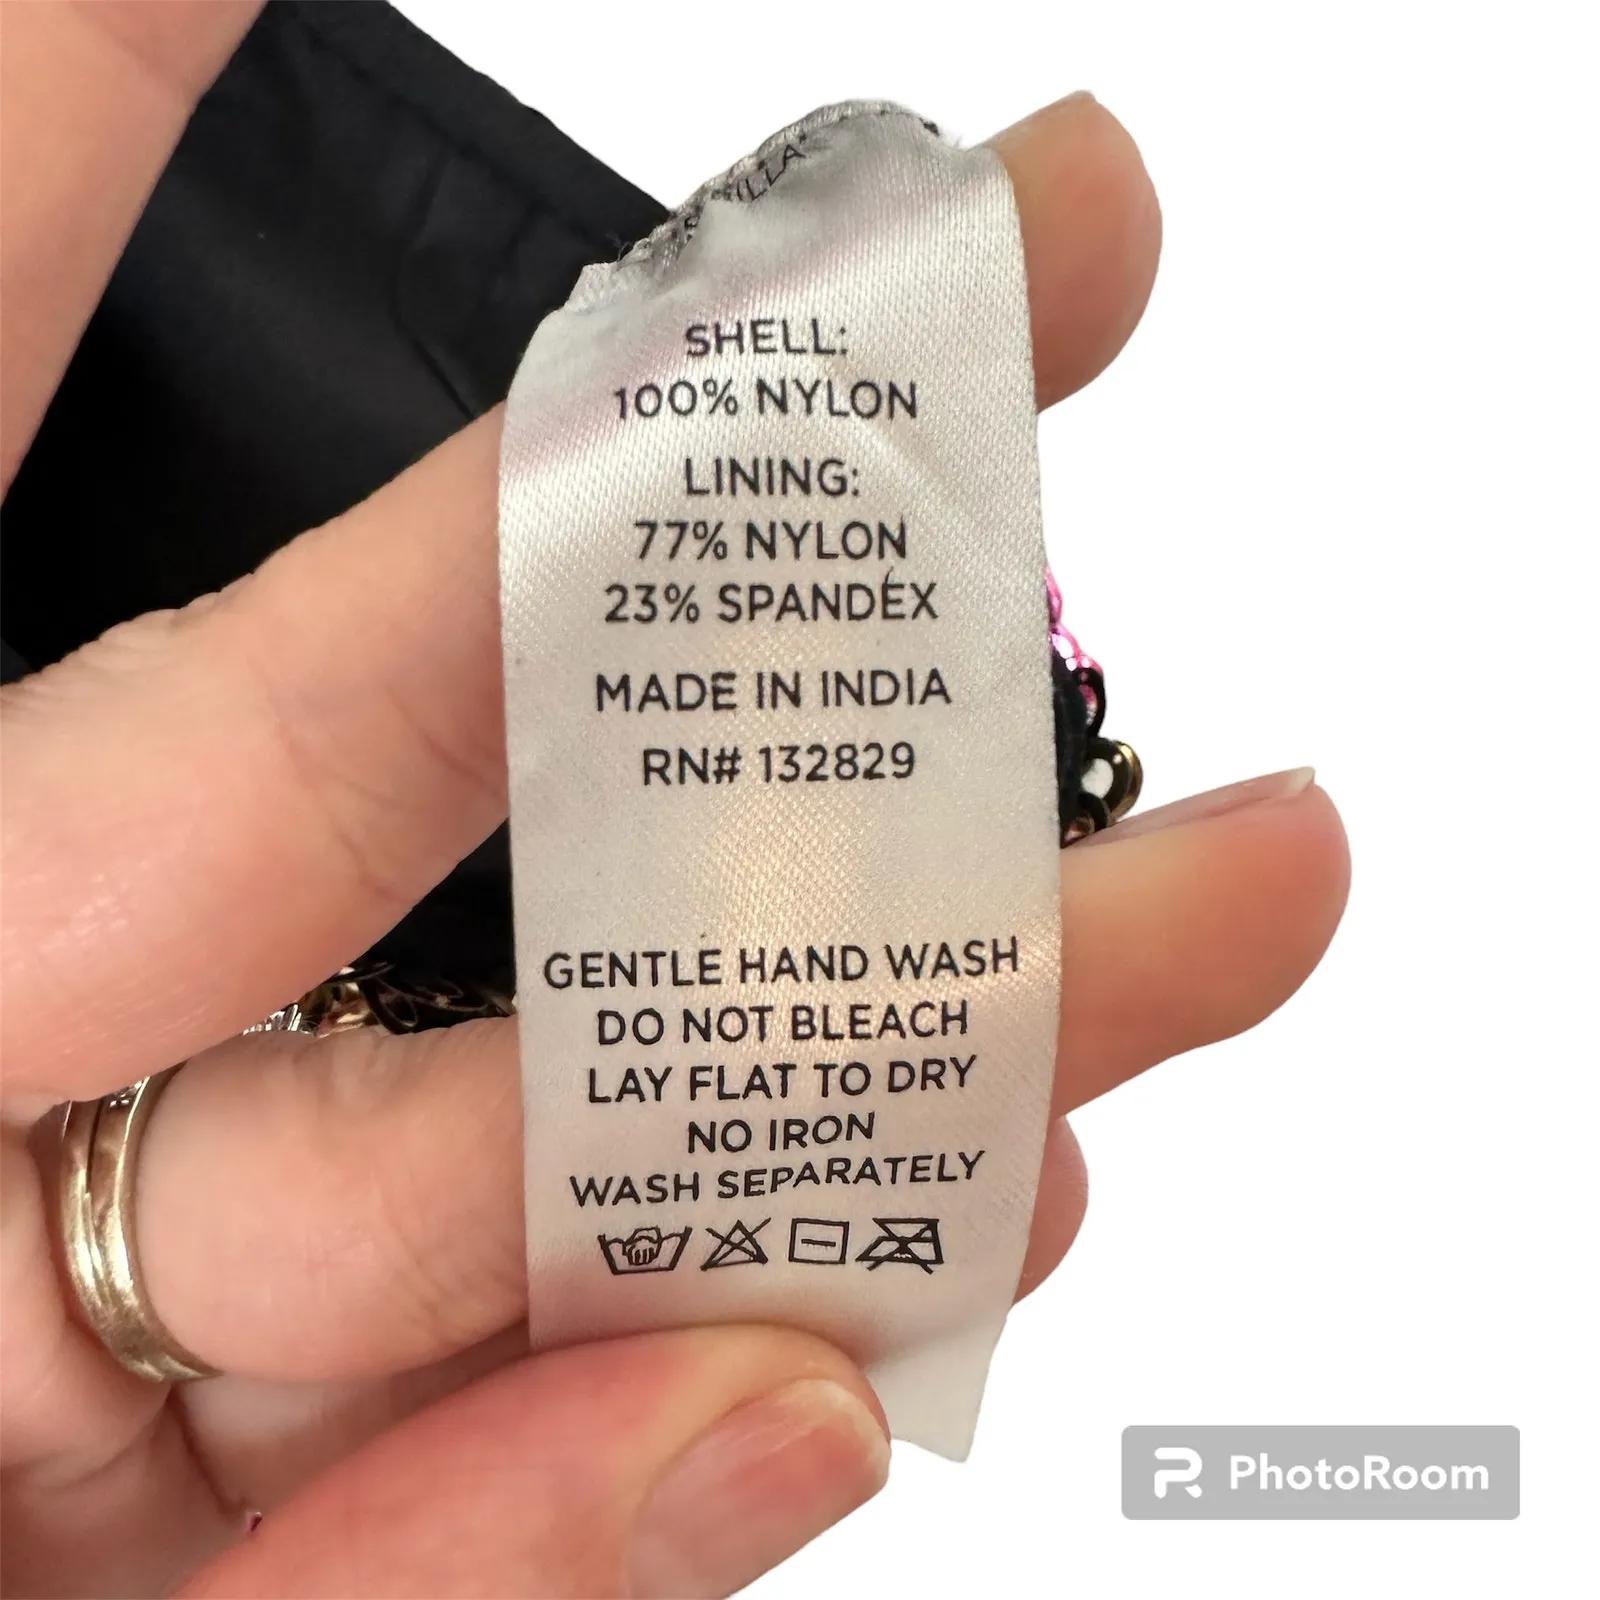 SHELL:
100% NYLON
LINING:
77% NYLON
23% SPANDEX
MADE IN INDIA
RN# 132829
GENTLE HAND WASH
DO NOT BLEACH
LAY FLAT TO DRY
NO IRON
WASH SEPARATELY
PhotoRoom